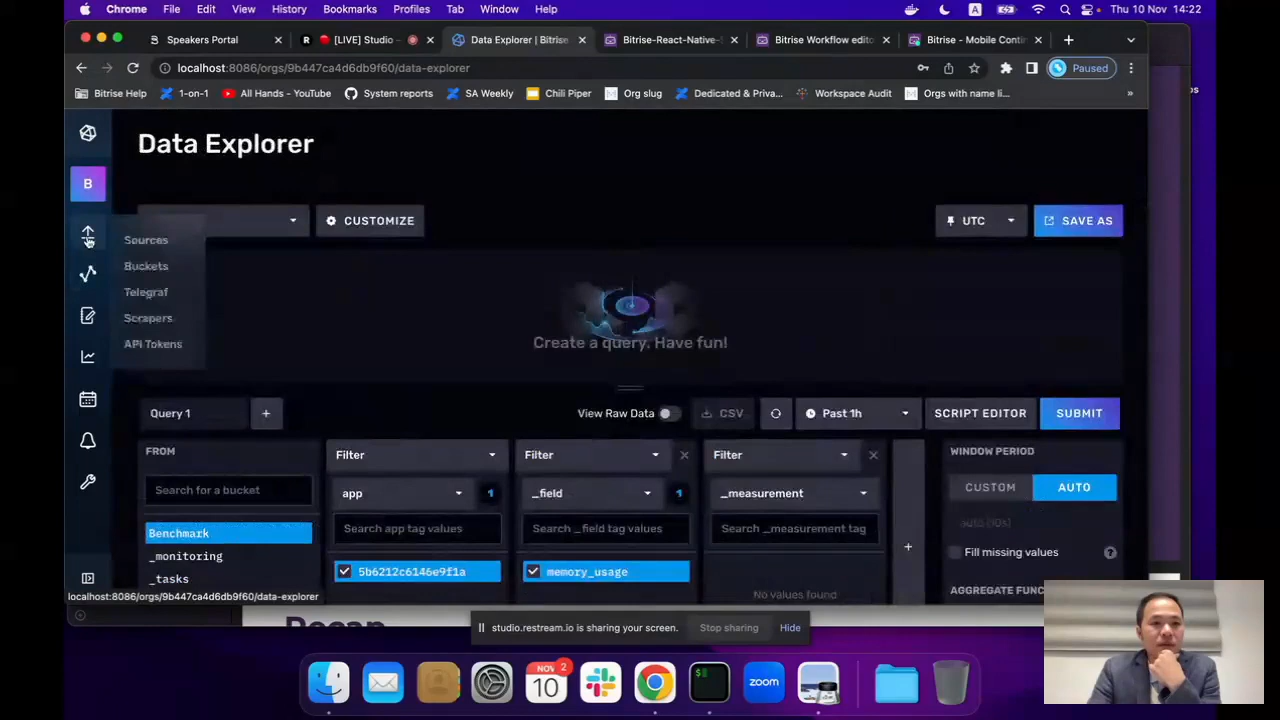 Chrome File Edit View History Bookmarks Profiles Tab Window Help A Thu 10 Nov 14:22
Speakers Portal R [LIVE] Studio - Data Explorer | Bitrise Bitrise-React-Native- Bitrise Workflow edito Bitrise - Mobile Conti
localhost:8086/orgs/9b447ca4d6db9f60/data-explorer Paused
Bitrise Help 1-on-1 All Hands - YouTube System reports SA Weekly Chili Piper Org slug Dedicated & Priva... Workspace Audit Orgs with name li... »
Data Explorer
B
CUSTOMIZE UTC SAVE AS
Sources
Buckets
Telegraf
Scrapers
API Tokens
Create a query. Have fun!
Query 1 + View Raw Data CSV Past 1h SCRIPT EDITOR SUBMIT
FROM Filter Filter Filter WINDOW PERIOD
Search for a bucket app 1 _field 1 _measurement CUSTOM AUTO
Search app tag values Search _field tag values Search _measurement tag auto (10s)
Benchmark
_monitoring Fill missing values ?
_tasks 5b6212c6146e9f1a memory_usage
No values found AGGREGATE FUNC
localhost:8086/orgs/9b447ca4d6db9f60/data-explorer
Recap
studio.restream.io is sharing your screen. Stop sharing Hide
NOV 2
10 zoom